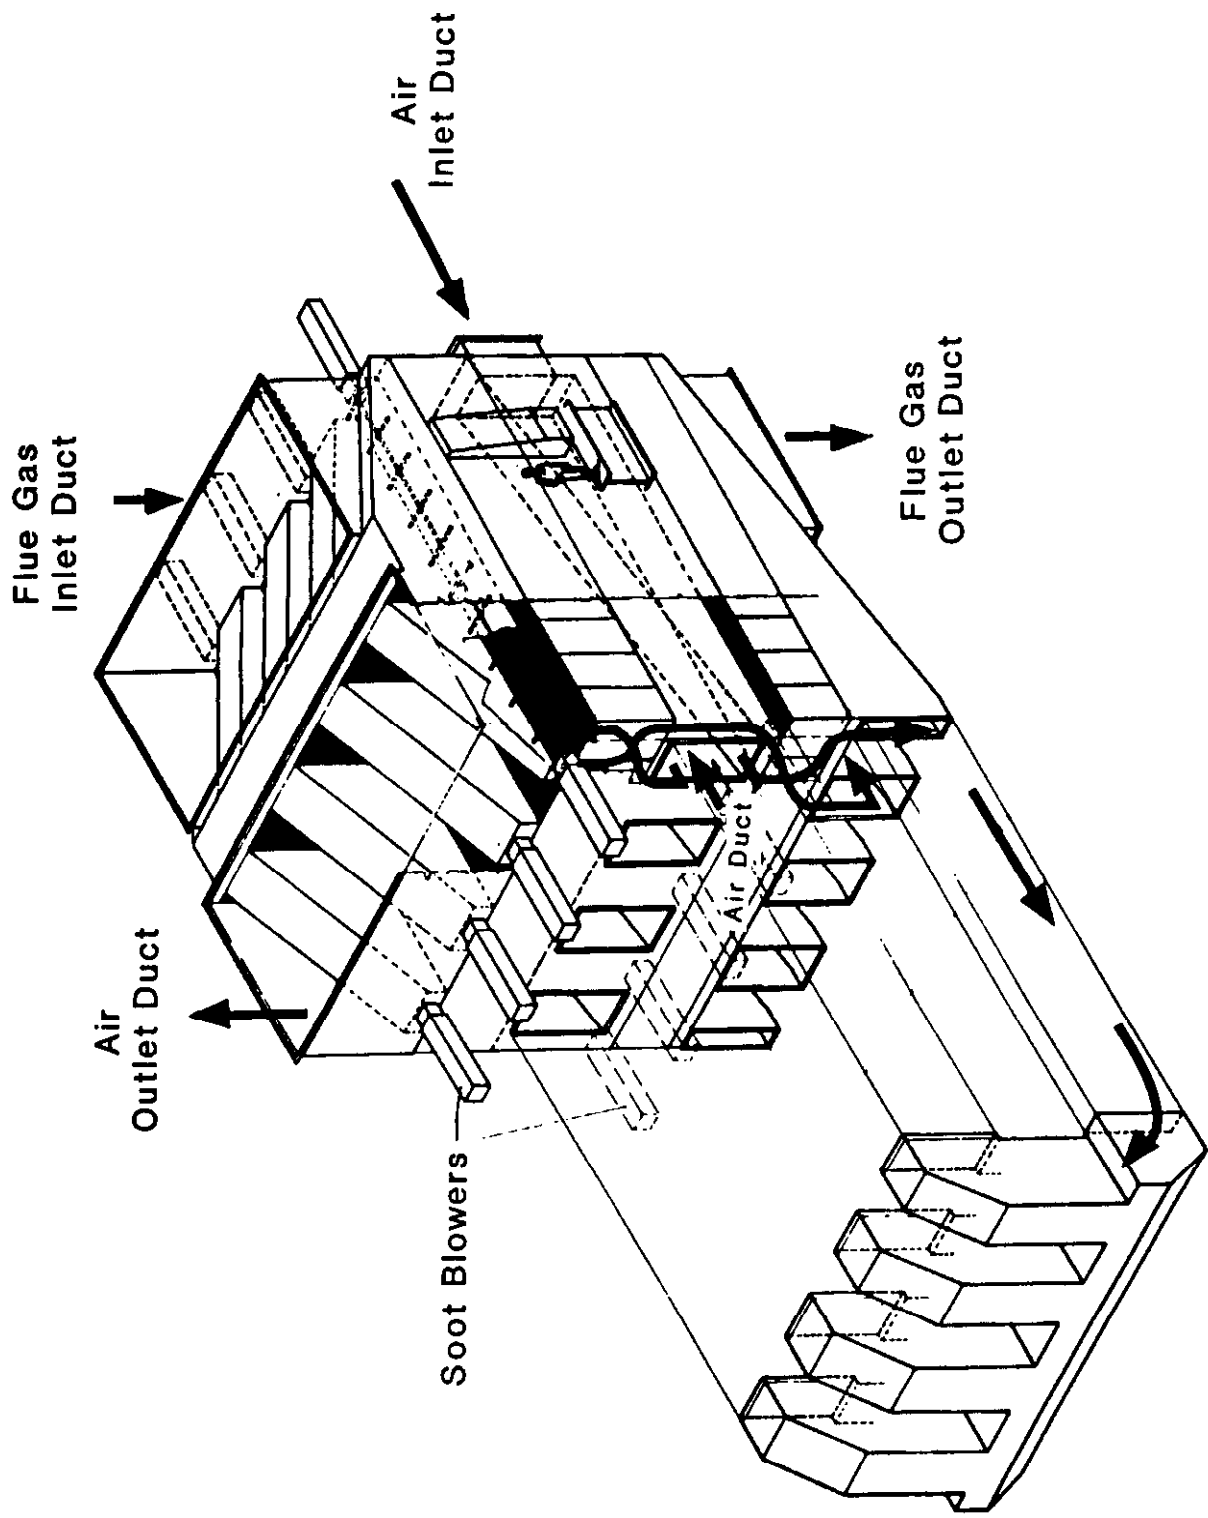 Flue Gas
Inlet Duct
Air
Inlet Duct
Air
Outlet Duct
Air Duct
Flue Gas
Outlet Duct
Soot Blowers